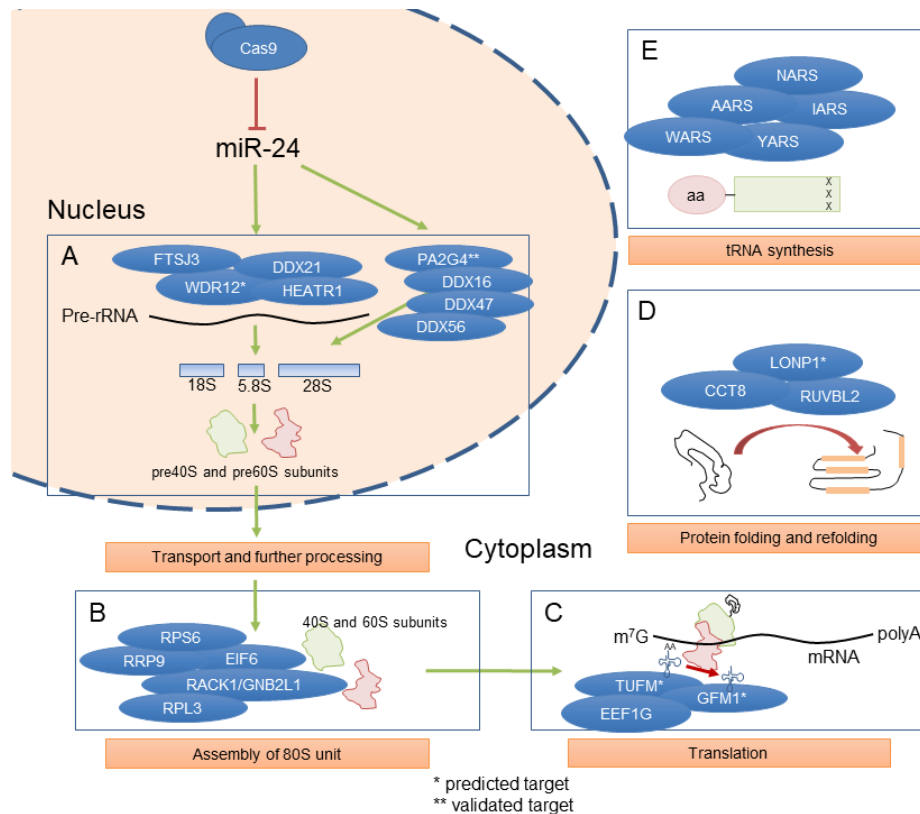 Cas9
miR-24
Nucleus
A
FTSJ3
DDX21
WDR12*
HEATR1
PA2G4**
DDX16
DDX47
DDX56
Pre-rRNA
18S
5.8S
28S
pre40S and pre60S subunits
Transport and further processing
Cytoplasm
B
40S and 60S subunits
RPS6
RRP9
EIF6
RACK1/GNB2L1
RPL3
Assembly of 80S unit
C
m⁷G
polyA
mRNA
AA
TUFM*
GFM1*
EEF1G
Translation
D
LONP1*
CCT8
RUVBL2
Protein folding and refolding
E
NARS
AARS
IARS
WARS
YARS
aa
X
X
X
tRNA synthesis
* predicted target
** validated target